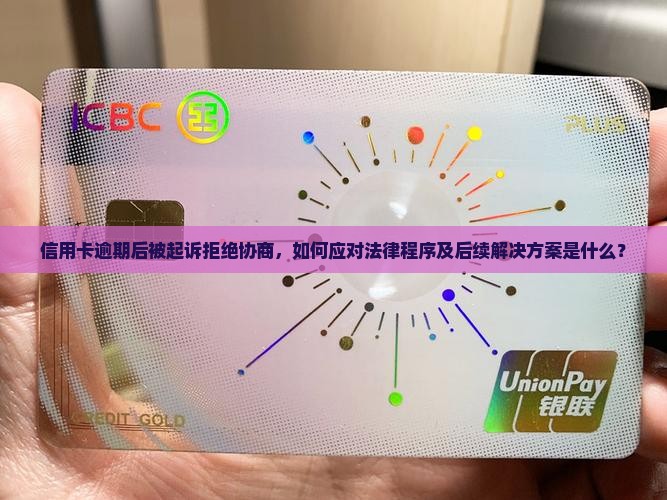 ICBC
PLUS
信用卡逾期后被起诉拒绝协商，如何应对法律程序及后续解决方案是什么？
UnionPay
银联
CREDIT GOLD